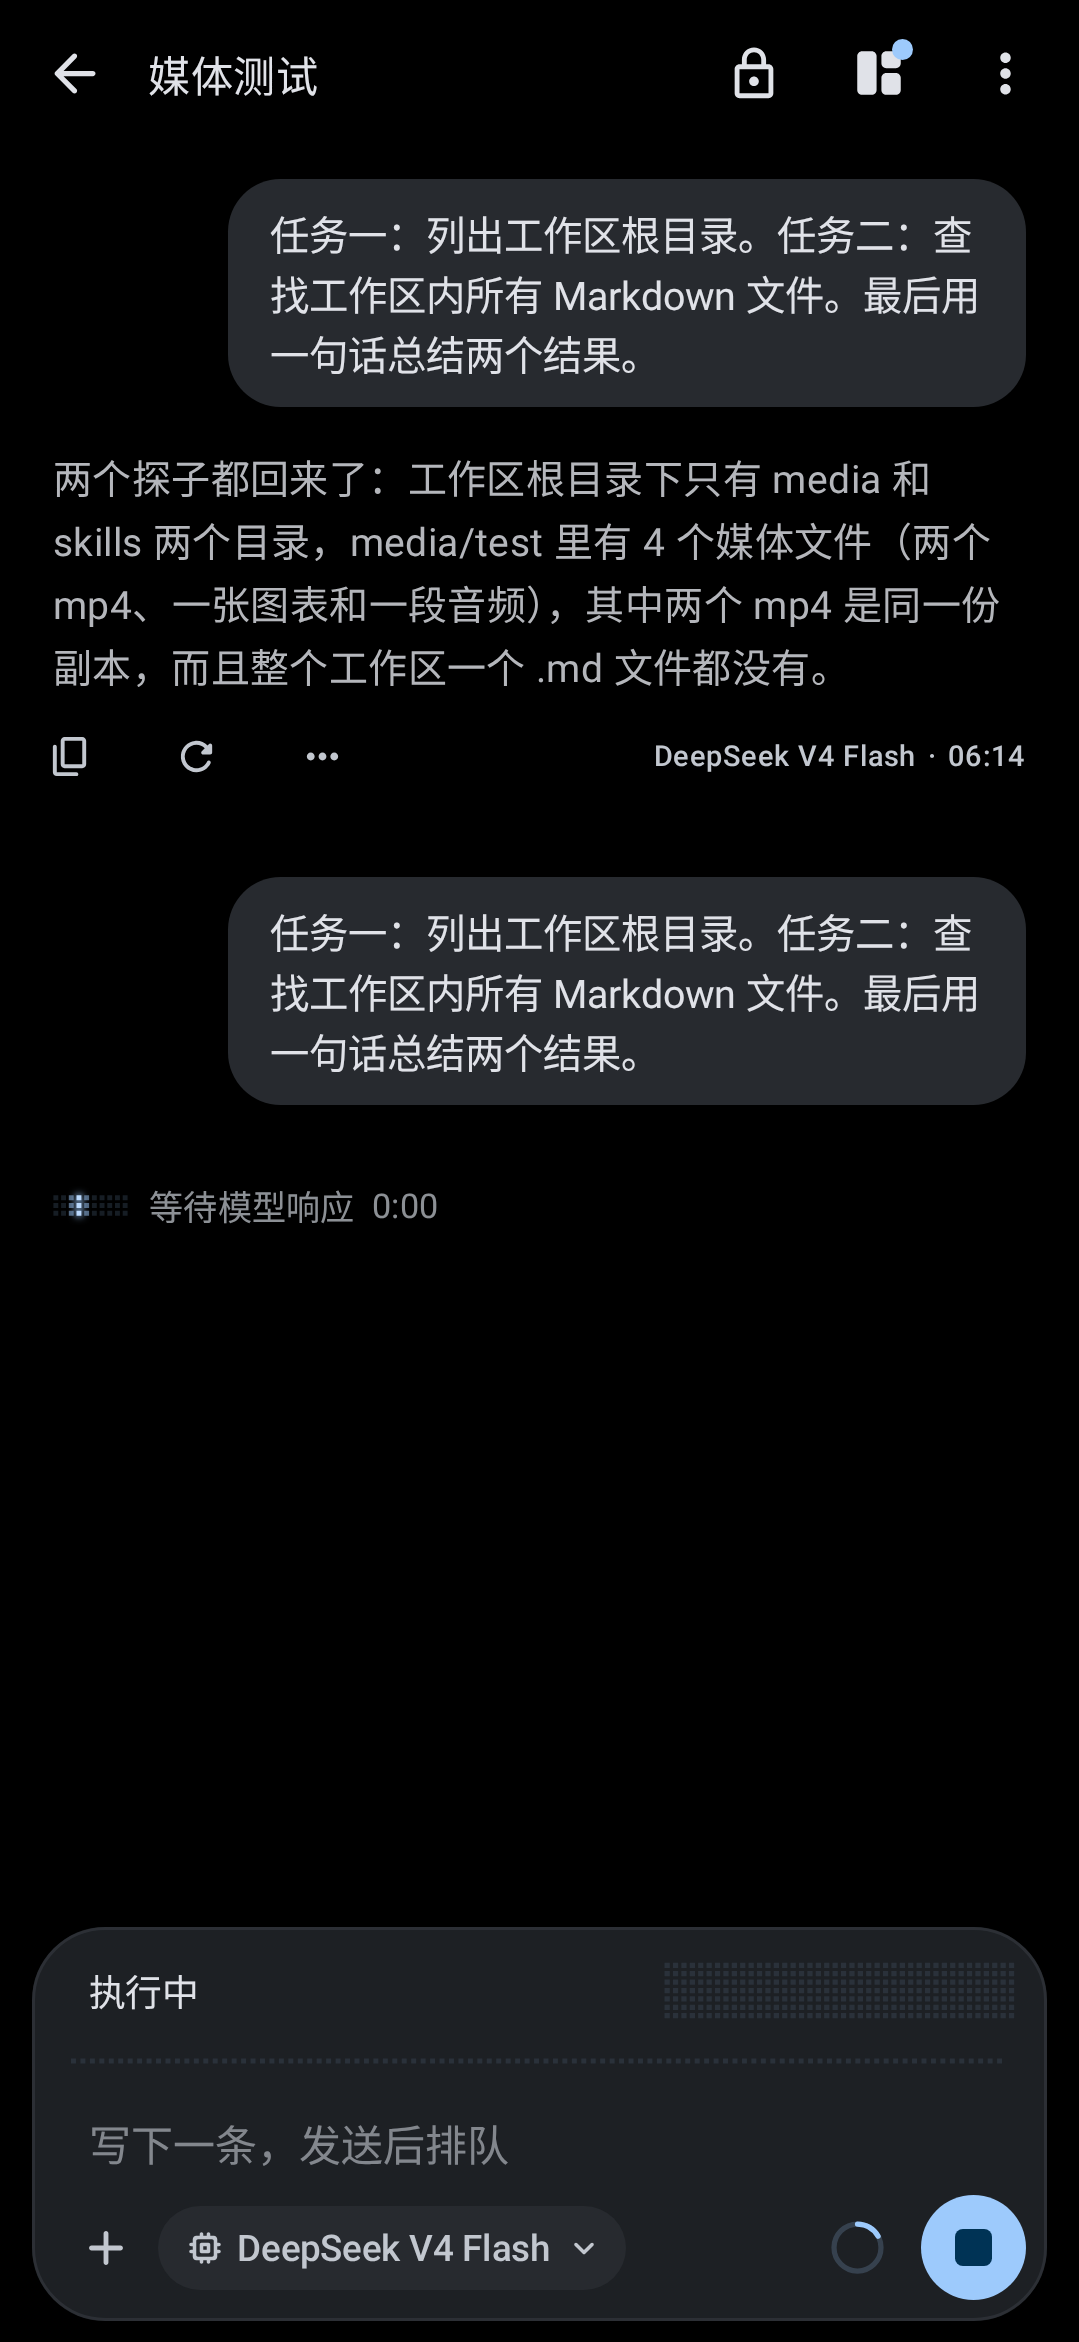 媒体测试
任务一：列出工作区根目录。任务二：查
找工作区内所有 Markdown 文件。最后用
一句话总结两个结果。
两个探子都回来了：工作区根目录下只有 media 和
skills 两个目录，media/test 里有 4 个媒体文件（两个
mp4、一张图表和一段音频），其中两个 mp4 是同一份
副本，而且整个工作区一个 .md 文件都没有。
DeepSeek V4 Flash · 06:14
任务一：列出工作区根目录。任务二：查
找工作区内所有 Markdown 文件。最后用
一句话总结两个结果。
等待模型响应 0:00
执行中
写下一条，发送后排队
DeepSeek V4 Flash